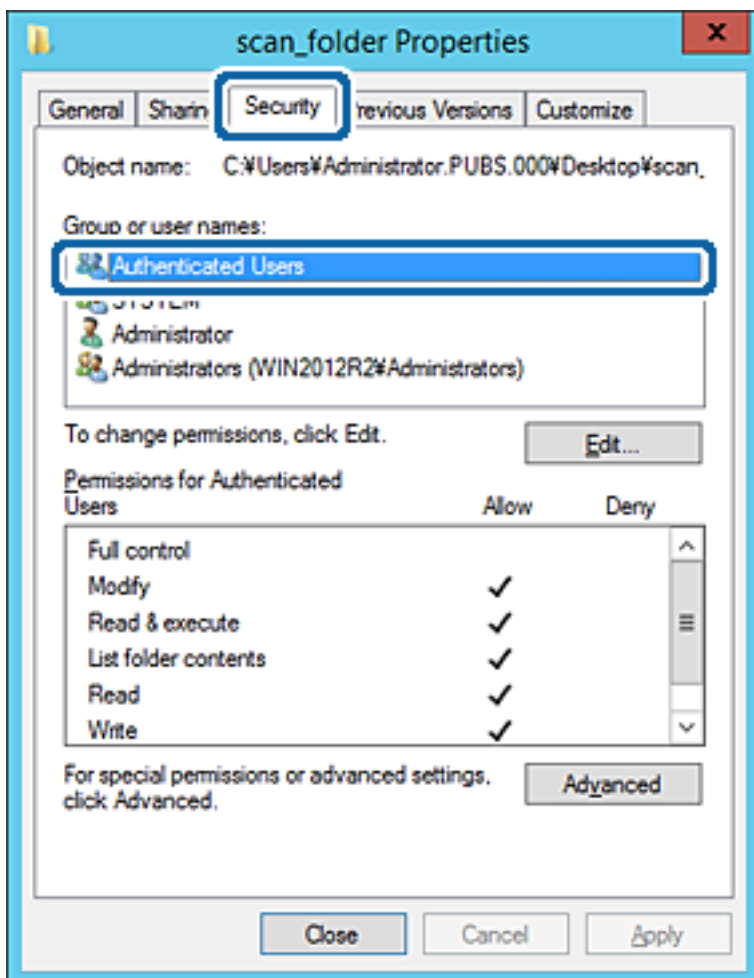 scan_folder Properties
x
General Sharin Security Previous Versions Customize
Object name: C:¥Users¥Administrator.PUBS.000¥Desktop¥scan_
Group or user names:
Authenticated Users
SYSTEM
Administrator
Administrators (WIN2012R2¥Administrators)
To change permissions, click Edit.
Edit...
Permissions for Authenticated
Users Allow Deny
Full control
Modify
Read & execute
List folder contents
Read
Write
For special permissions or advanced settings,
click Advanced.
Advanced
Close Cancel Apply